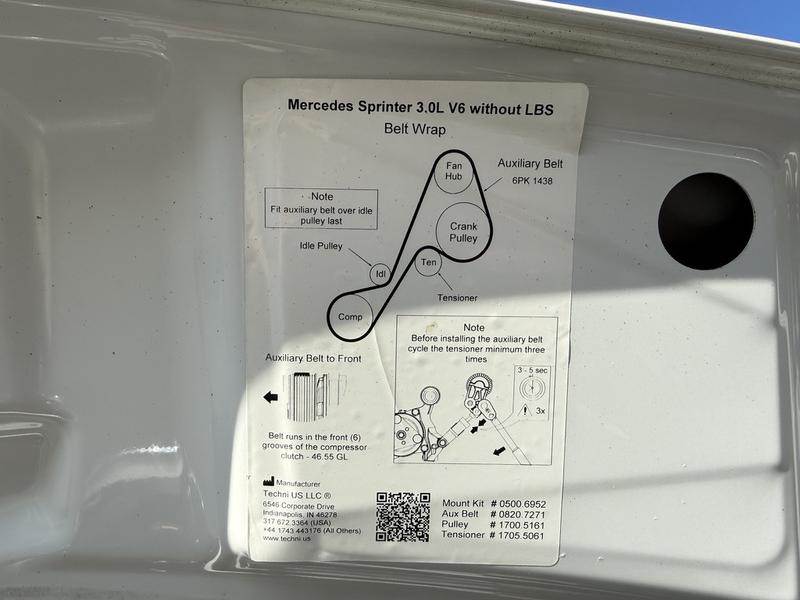 Mercedes Sprinter 3.0L V6 without LBS
Belt Wrap
Fan
Hub
Auxiliary Belt
6PK 1438
Note
Fit auxiliary belt over idle
pulley last
Crank
Pulley
Idle Pulley
Idl
Ten
Tensioner
Comp
Note
Before installing the auxiliary belt
cycle the tensioner minimum three
times
3 - 5 sec
3x
Auxiliary Belt to Front
Belt runs in the front (6)
grooves of the compressor
clutch - 46.55 GL
Manufacturer
Techni US LLC ®
6546 Corporate Drive
Indianapolis, IN 46278
317 672 3364 (USA)
+44 1743 443176 (All Others)
www.techni.us
Mount Kit # 0500.6952
Aux Belt # 0820.7271
Pulley # 1700.5161
Tensioner # 1705.5061